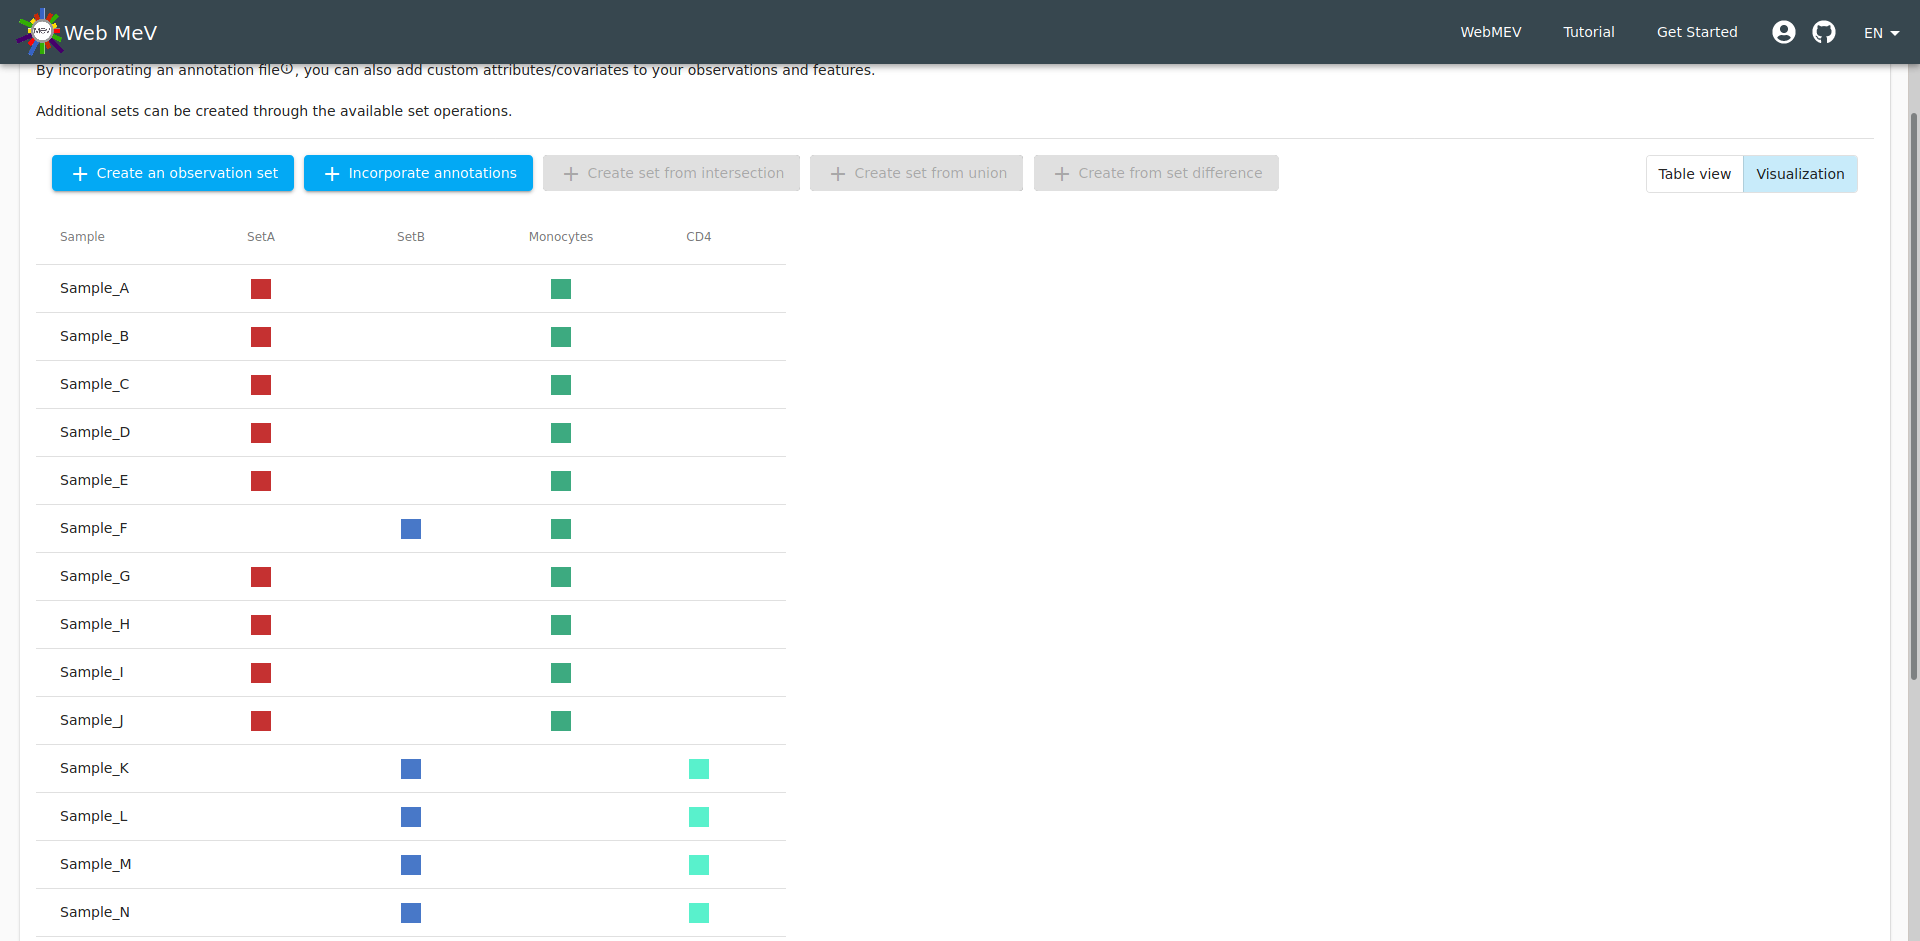 MEV Web MeV WebMEV Tutorial Get Started EN
By incorporating an annotation file, you can also add custom attributes/covariates to your observations and features.
Additional sets can be created through the available set operations.
Create an observation set Incorporate annotations Create set from intersection Create set from union Create from set difference Table view Visualization
Sample SetA SetB Monocytes CD4
Sample_A
Sample_B
Sample_C
Sample_D
Sample_E
Sample_F
Sample_G
Sample_H
Sample_I
Sample_J
Sample_K
Sample_L
Sample_M
Sample_N